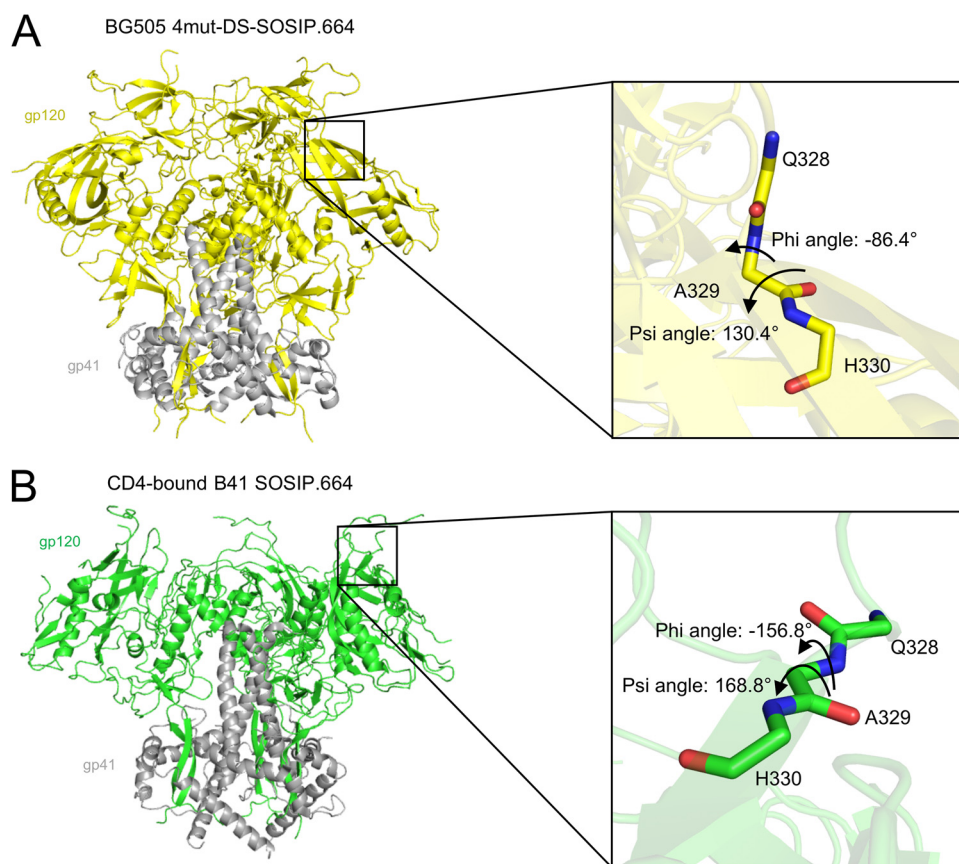 A
BG505 4mut-DS-SOSIP.664
gp120
gp41
Q328
Phi angle: -86.4°
A329
Psi angle: 130.4°
H330
B
CD4-bound B41 SOSIP.664
gp120
gp41
Phi angle: -156.8°
Q328
Psi angle: 168.8°
A329
H330